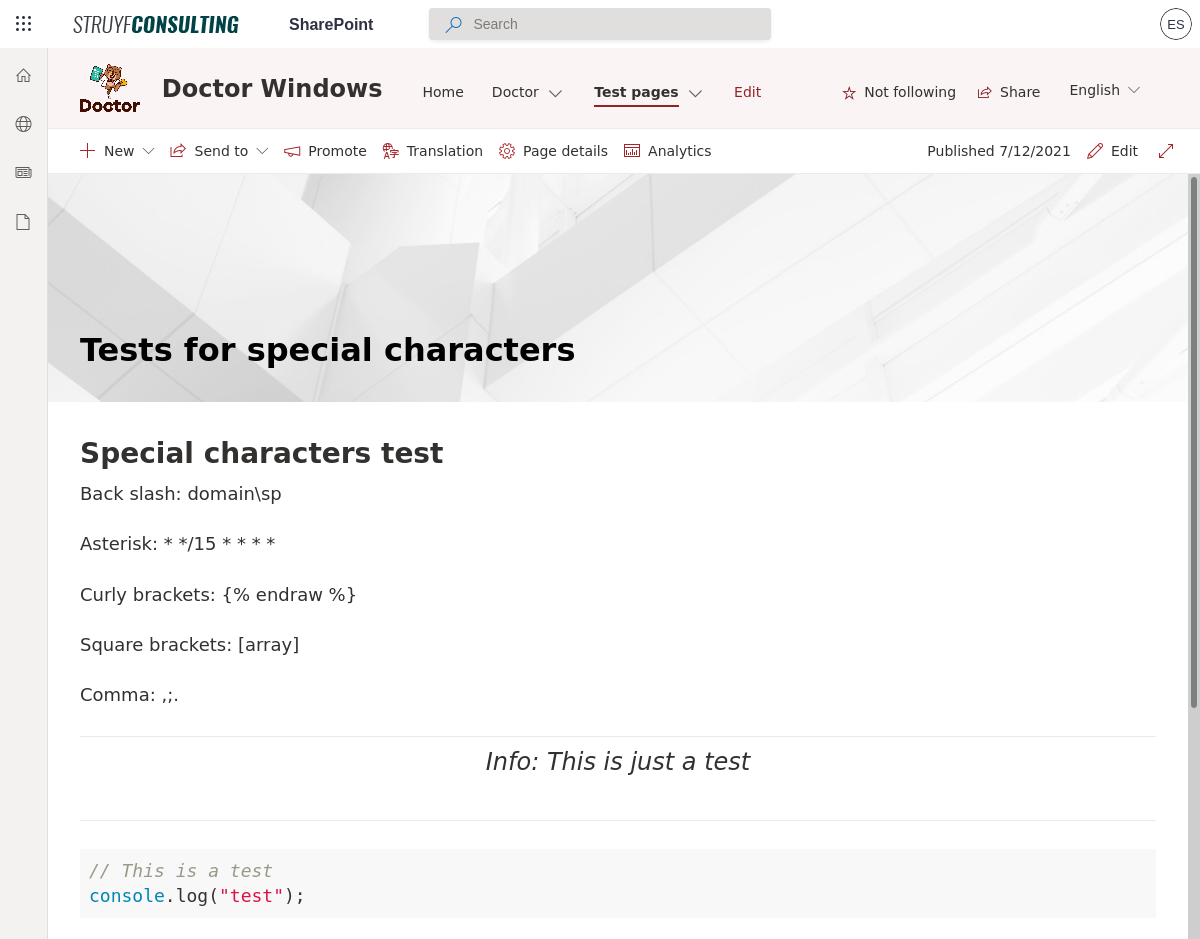 STRUYFCONSULTING SharePoint Search ES
Doctor
Doctor Windows Home Doctor Test pages Edit Not following Share English
New Send to Promote Translation Page details Analytics Published 7/12/2021 Edit
Tests for special characters
Special characters test
Back slash: domain\sp
Asterisk: * */15 * * * *
Curly brackets: {% endraw %}
Square brackets: [array]
Comma: ,;.
Info: This is just a test
// This is a test
console.log("test");